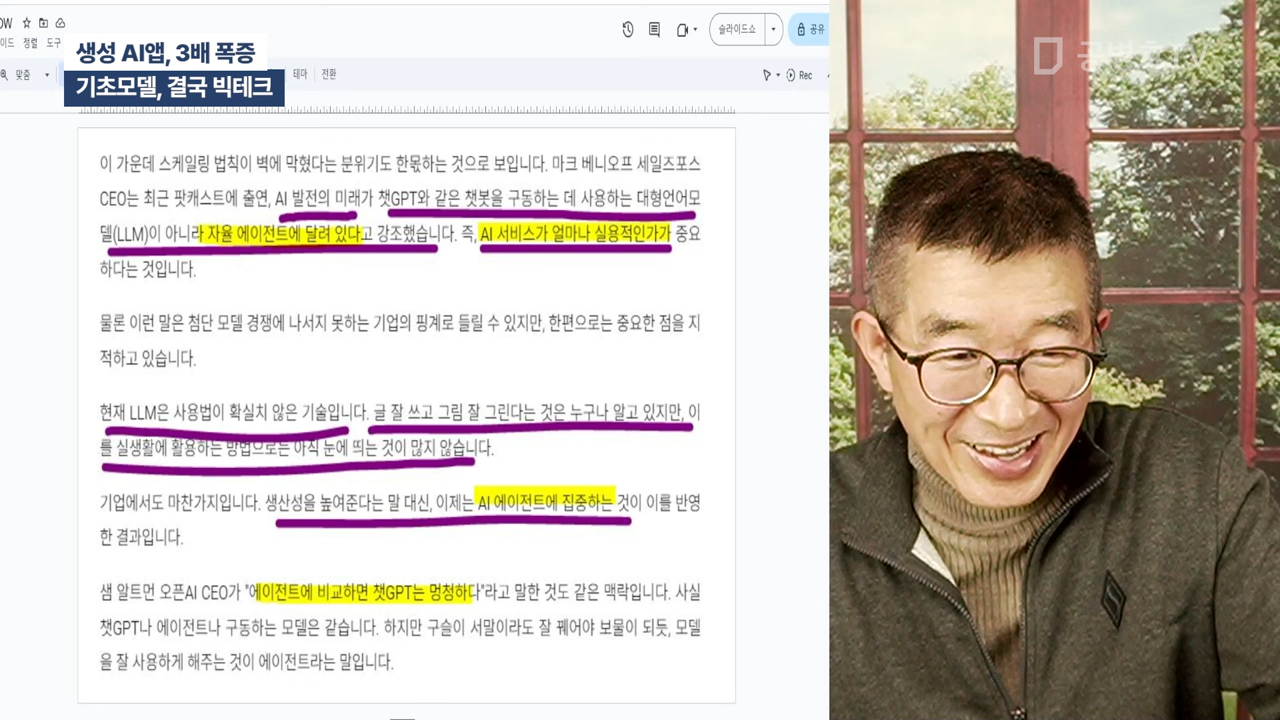 OW
이드 정렬 도구
슬라이드쇼
공유
생성 AI앱, 3배 폭증
맞춤
기초모델, 결국 빅테크
테마 전환
Rec
이 가운데 스케일링 법칙이 벽에 막혔다는 분위기도 한몫하는 것으로 보입니다. 마크 베니오프 세일즈포스
CEO는 최근 팟캐스트에 출연, AI 발전의 미래가 챗GPT와 같은 챗봇을 구동하는 데 사용하는 대형언어모
델(LLM)이 아니라 자율 에이전트에 달려 있다고 강조했습니다. 즉, AI 서비스가 얼마나 실용적인가가 중요
하다는 것입니다.
물론 이런 말은 첨단 모델 경쟁에 나서지 못하는 기업의 핑계로 들릴 수 있지만, 한편으로는 중요한 점을 지
적하고 있습니다.
현재 LLM은 사용법이 확실치 않은 기술입니다. 글 잘 쓰고 그림 잘 그린다는 것은 누구나 알고 있지만, 이
를 실생활에 활용하는 방법으로는 아직 눈에 띄는 것이 많지 않습니다.
기업에서도 마찬가지입니다. 생산성을 높여준다는 말 대신, 이제는 AI 에이전트에 집중하는 것이 이를 반영
한 결과입니다.
샘 알트먼 오픈AI CEO가 "에이전트에 비교하면 챗GPT는 멍청하다"라고 말한 것도 같은 맥락입니다. 사실
챗GPT나 에이전트나 구동하는 모델은 같습니다. 하지만 구슬이 서말이라도 잘 꿰어야 보물이 되듯, 모델
을 잘 사용하게 해주는 것이 에이전트라는 말입니다.